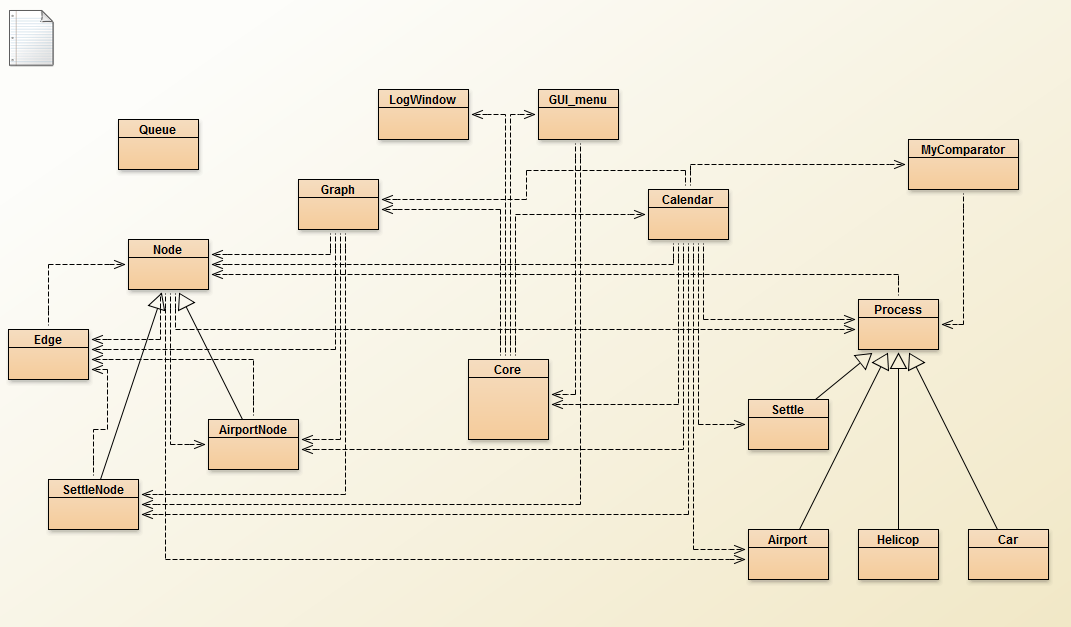 LogWindow
GUI_menu
Queue
MyComparator
Graph
Calendar
Node
Process
Edge
Core
Settle
AirportNode
SettleNode
Airport
Helicop
Car